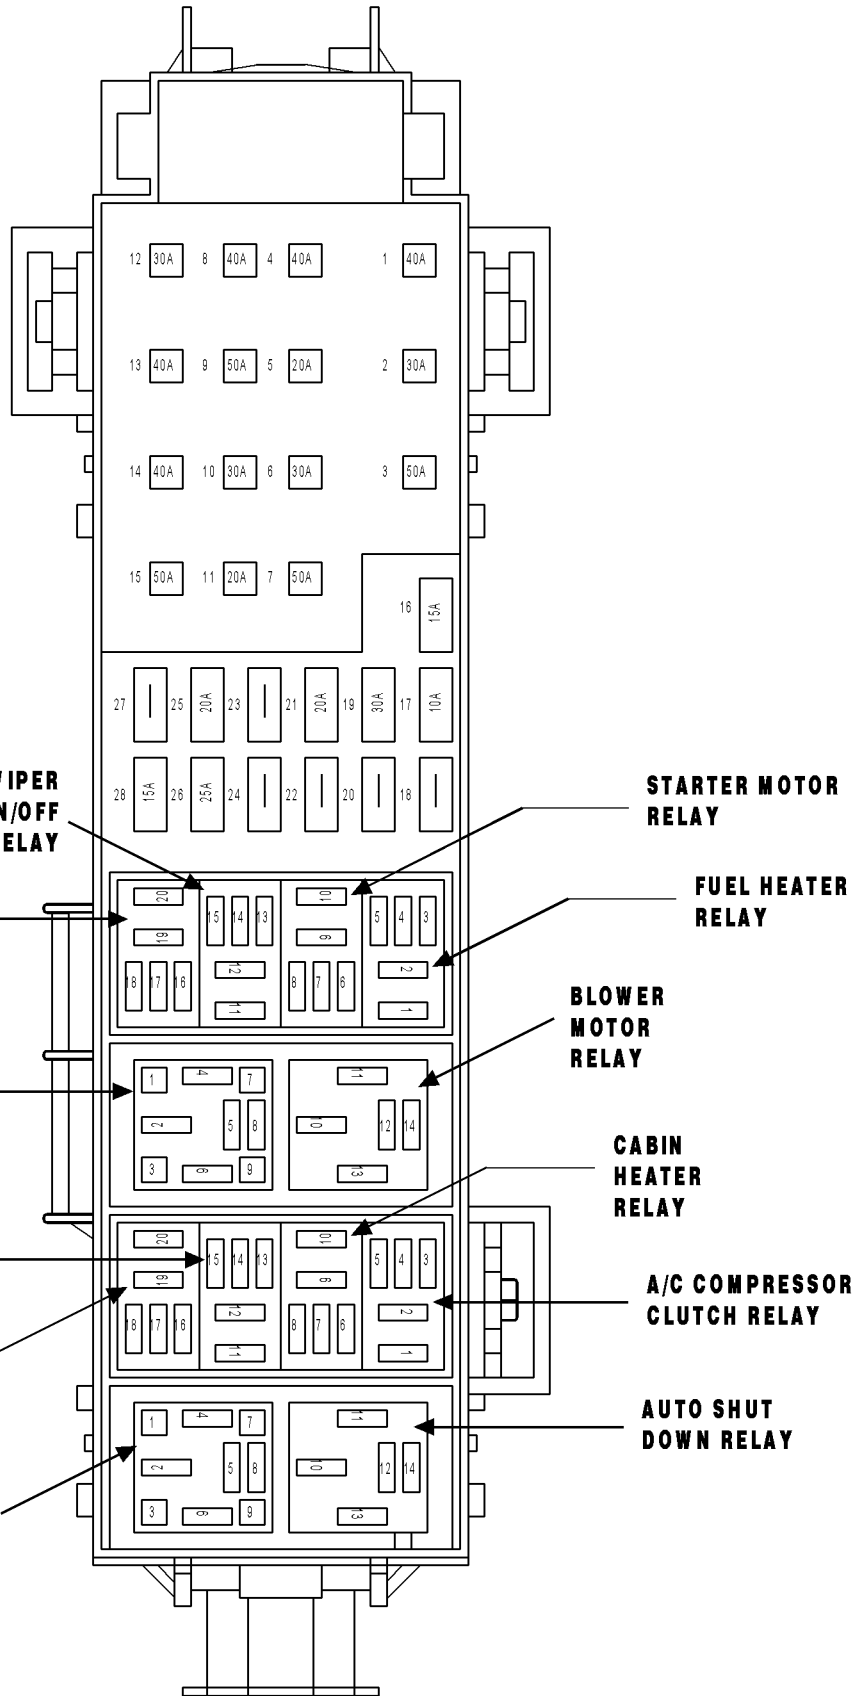 12 30A 8 40A 4 40A 1 40A
13 40A 9 50A 5 20A 2 30A
14 40A 10 30A 6 30A 3 50A
15 50A 11 20A 7 50A
16 15A
27 25 20A 23 21 20A 19 30A 17 10A
28 15A 26 25A 24 22 20 18
IPER
N/OFF
ELAY
STARTER MOTOR
RELAY
FUEL HEATER
RELAY
20 10
15 14 13 5 4 3
19 9
18 17 16 12 8 7 6 2
11 1
BLOWER
MOTOR
RELAY
1 4 7 11
2 5 8 10 12 14
3 6 9 13
CABIN
HEATER
RELAY
20 10
15 14 13 5 4 3
19 9
18 17 16 12 8 7 6 2
11 1
A/C COMPRESSOR
CLUTCH RELAY
1 4 7 11
2 5 8 10 12 14
3 6 9 13
AUTO SHUT
DOWN RELAY